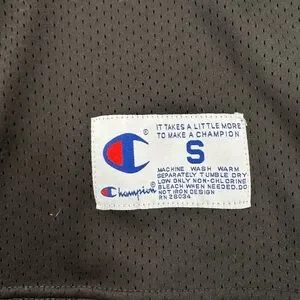 IT TAKES A LITTLE MORE
TO MAKE A CHAMPION
®
S
MACHINE WASH WARM
SEPARATELY TUMBLE DRY
LOW ONLY NON-CHLORINE
BLEACH WHEN NEEDED.DO
NOT IRON DESIGN
RN 26094
Champion